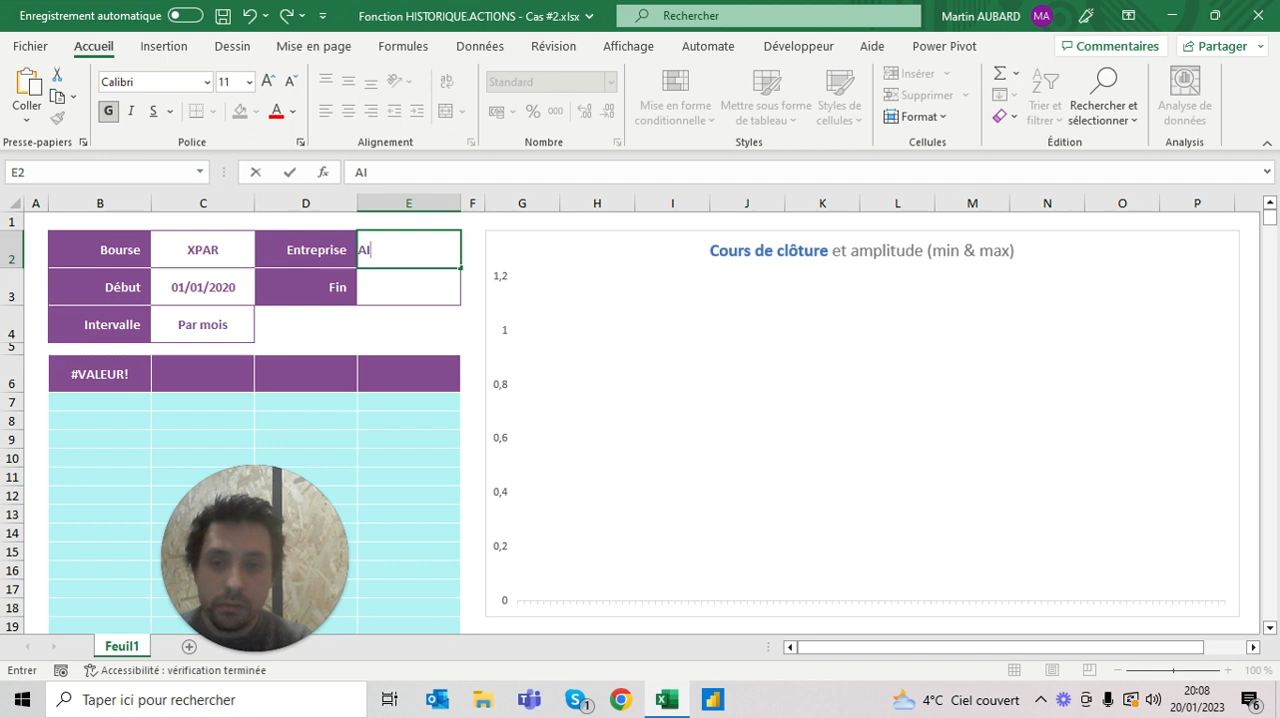 Enregistrement automatique
Fonction HISTORIQUE.ACTIONS - Cas #2.xlsx
Rechercher
Martin AUBARD
MA
Fichier Accueil Insertion Dessin Mise en page Formules Données Révision Affichage Automate Développeur Aide Power Pivot
Commentaires
Partager
Coller
Calibri
11
G I S
Standard
Mise en forme
conditionnelle
Mettre sous forme
de tableau
Styles de
cellules
Insérer
Supprimer
Format
Trier et
filtrer
Rechercher et
sélectionner
Analyse de
données
Presse-papiers Police Alignement Nombre Styles Cellules Édition Analysis
E2
AI
A B C D E F G H I J K L M N O P
1
2 Bourse XPAR Entreprise AI
3 Début 01/01/2020 Fin
4 Intervalle Par mois
5
6 #VALEUR!
7
8
9
10
11
12
13
14
15
16
17
18
19
Cours de clôture et amplitude (min & max)
1,2
1
0,8
0,6
0,4
0,2
0
Feuil1
Entrer
Accessibilité : vérification terminée
100 %
Taper ici pour rechercher
1
4°C Ciel couvert
20:08
20/01/2023
6